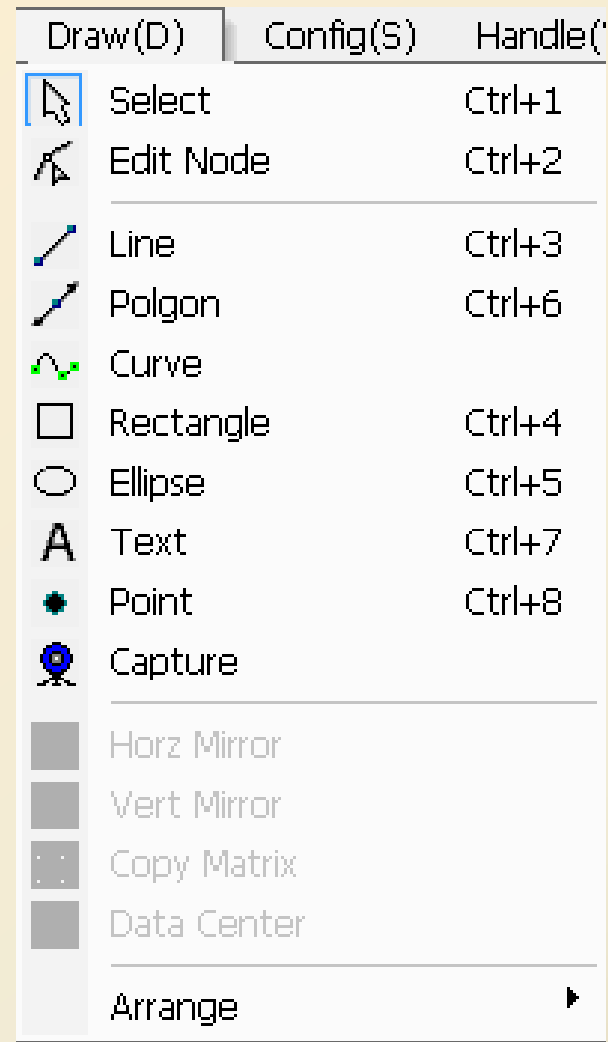 Draw(D) Config(S) Handle(
Select Ctrl+1
Edit Node Ctrl+2
Line Ctrl+3
Polgon Ctrl+6
Curve
Rectangle Ctrl+4
Ellipse Ctrl+5
A Text Ctrl+7
Point Ctrl+8
Capture
Horz Mirror
Vert Mirror
Copy Matrix
Data Center
Arrange